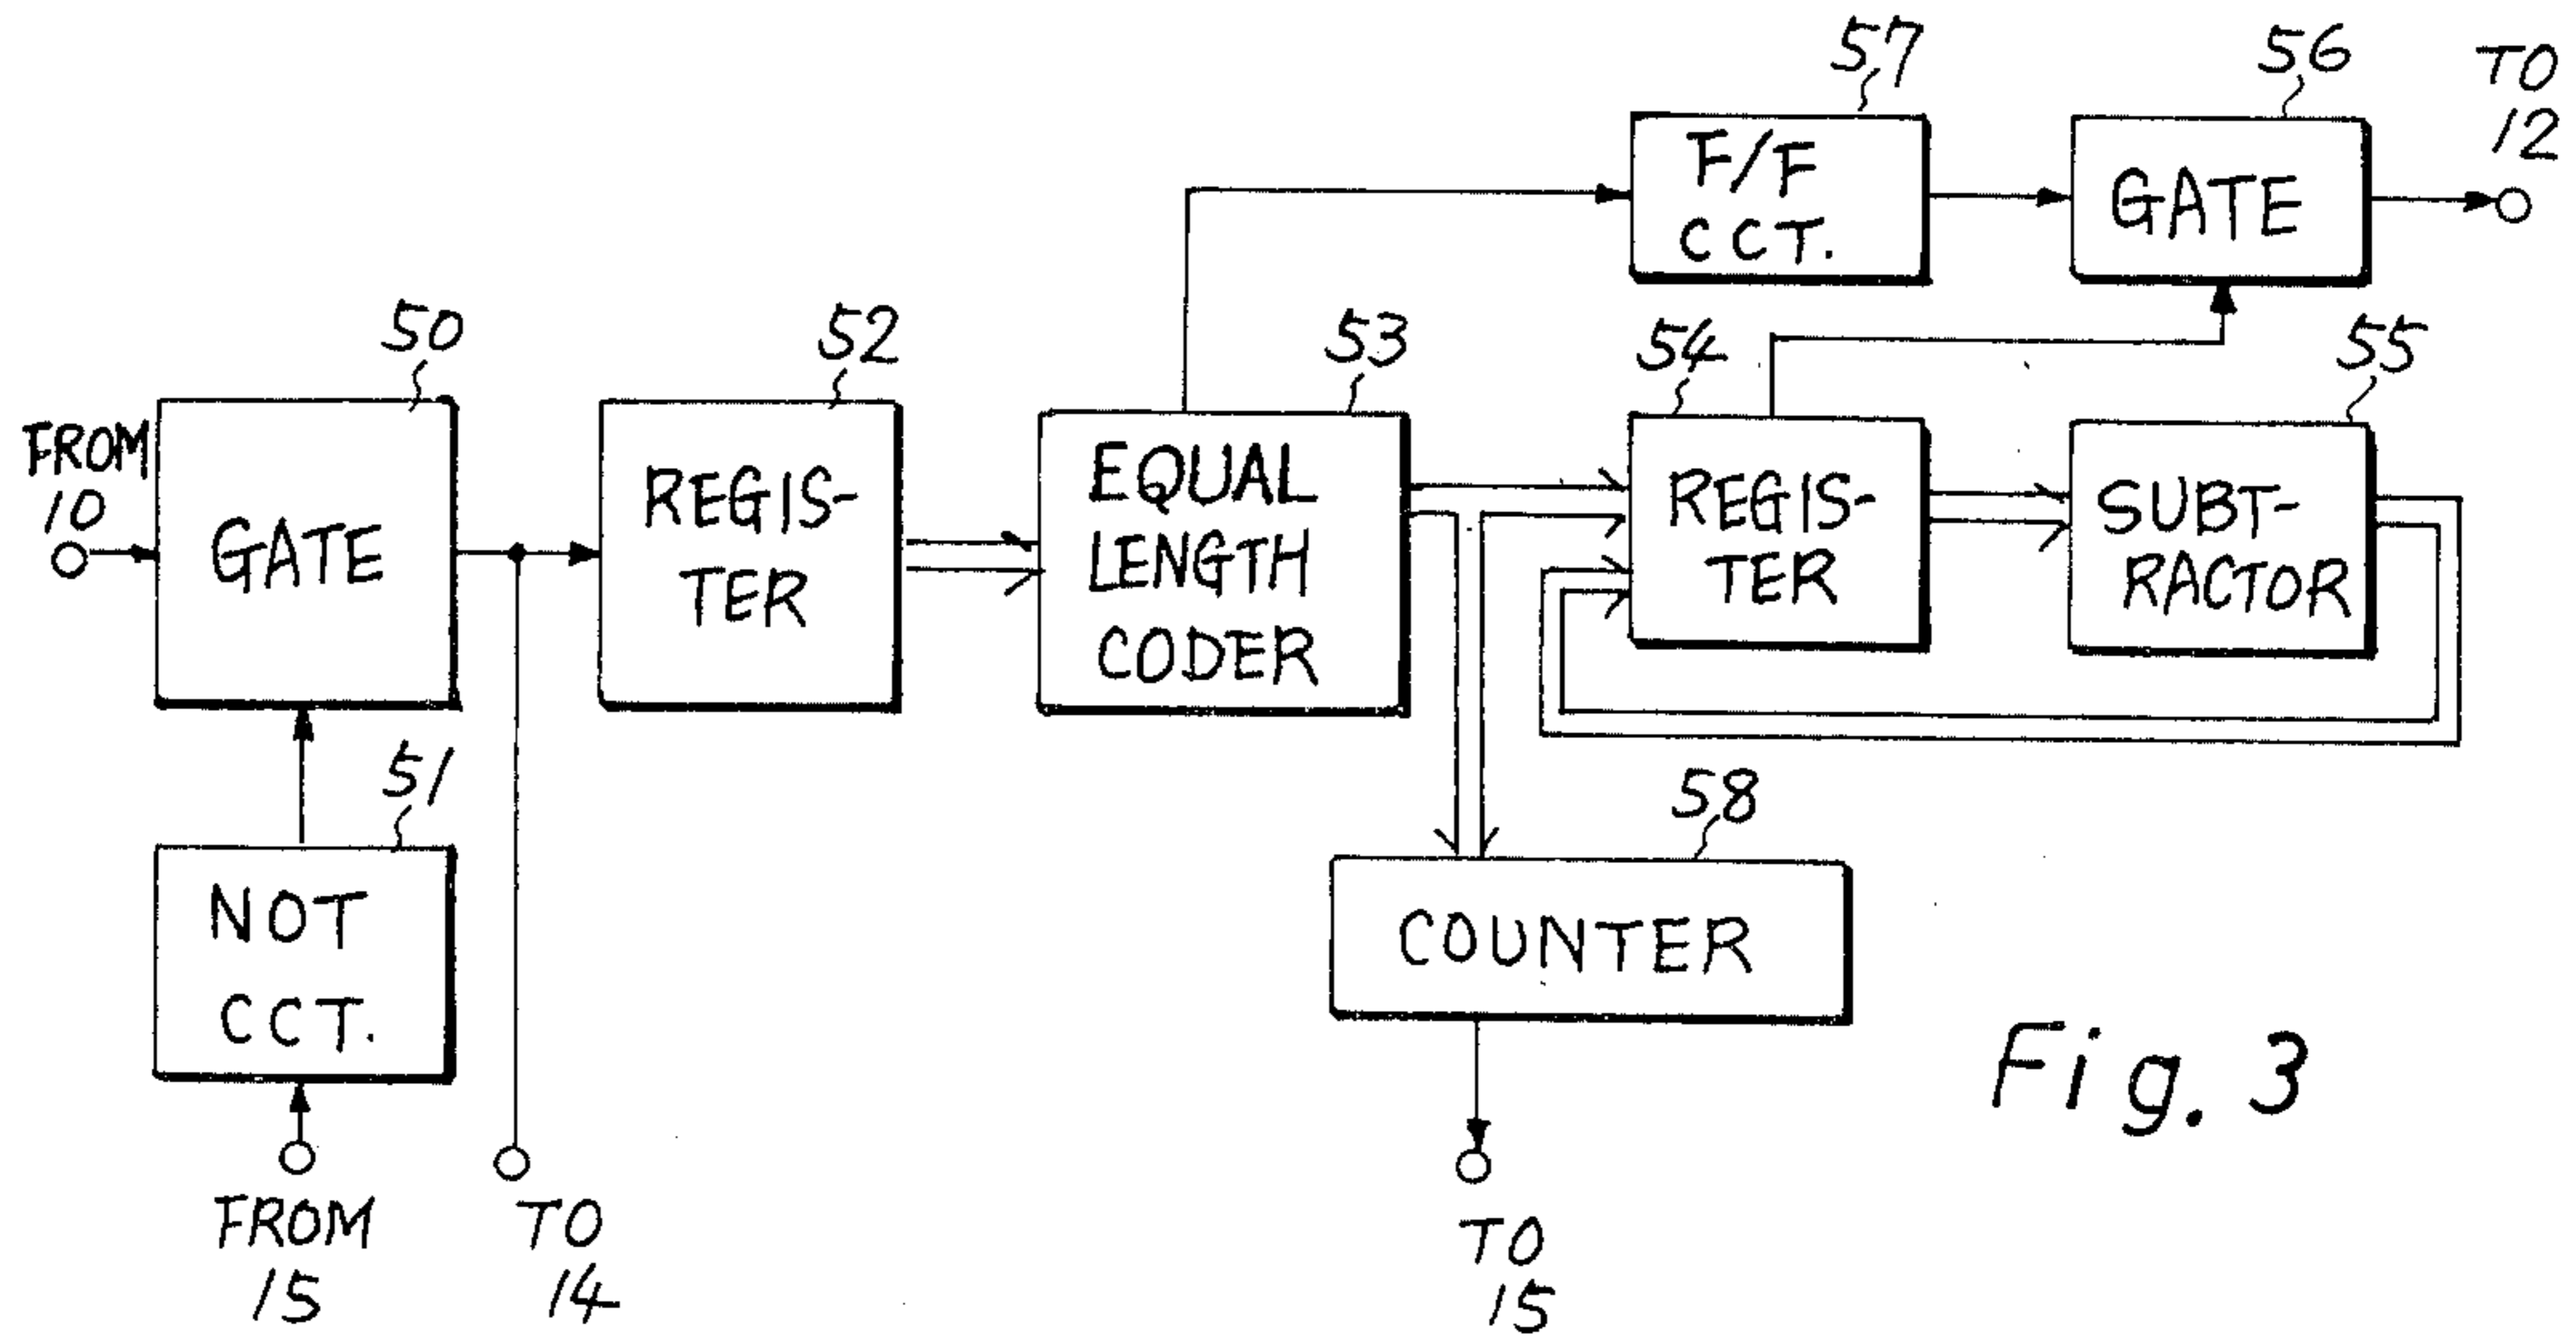 57
56
TO
12
F/F
CCT.
GATE
50
52
53
54
55
FROM
10
GATE
REGIS-
TER
EQUAL
LENGTH
CODER
REGIS-
TER
SUBT-
RACTOR
51
58
NOT
CCT.
COUNTER
Fig. 3
FROM
15
TO
14
TO
15